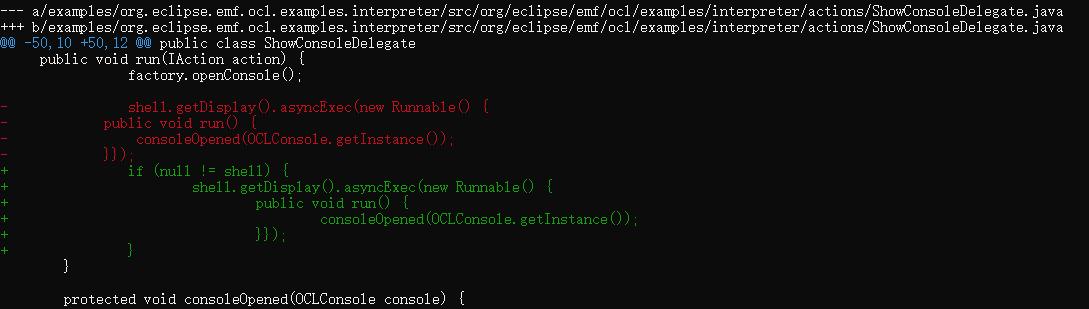 --- a/examples/org.eclipse.emf.ocl.examples.interpreter/src/org/eclipse/emf/ocl/examples/interpreter/actions/ShowConsoleDelegate.java
+++ b/examples/org.eclipse.emf.ocl.examples.interpreter/src/org/eclipse/emf/ocl/examples/interpreter/actions/ShowConsoleDelegate.java
@@ -50,10 +50,12 @@ public class ShowConsoleDelegate
     public void run(IAction action) {
                factory.openConsole();
-               shell.getDisplay().asyncExec(new Runnable() {
-            public void run() {
-                consoleOpened(OCLConsole.getInstance());
-            }});
+               if (null != shell) {
+                       shell.getDisplay().asyncExec(new Runnable() {
+                               public void run() {
+                                       consoleOpened(OCLConsole.getInstance());
+                               }});
+               }
        }
        protected void consoleOpened(OCLConsole console) {